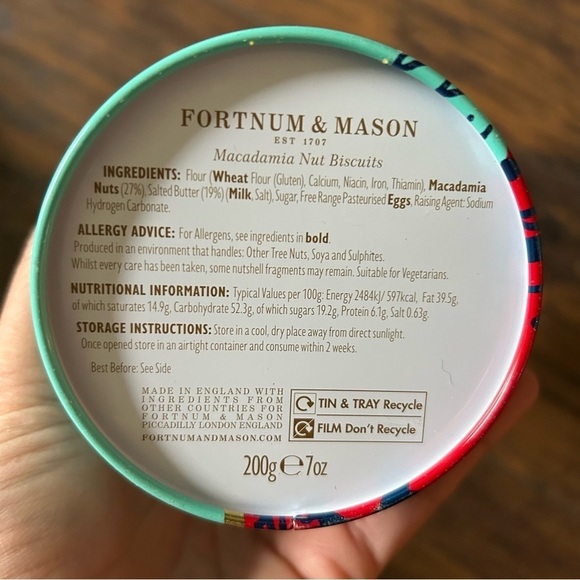 FORTNUM & MASON
EST 1707
Macadamia Nut Biscuits
INGREDIENTS: Flour (Wheat Flour (Gluten), Calcium, Niacin, Iron, Thiamin), Macadamia
Nuts (27%), Salted Butter (19%) (Milk, Salt), Sugar, Free Range Pasteurised Eggs, Raising Agent: Sodium
Hydrogen Carbonate.
ALLERGY ADVICE: For Allergens, see ingredients in bold.
Produced in an environment that handles: Other Tree Nuts, Soya and Sulphites.
Whilst every care has been taken, some nutshell fragments may remain. Suitable for Vegetarians.
NUTRITIONAL INFORMATION: Typical Values per 100g: Energy 2484kJ/ 597kcal, Fat 39.5g,
of which saturates 14.9g, Carbohydrate 52.3g, of which sugars 19.2g, Protein 6.1g, Salt 0.63g.
STORAGE INSTRUCTIONS: Store in a cool, dry place away from direct sunlight.
Once opened store in an airtight container and consume within 2 weeks.
Best Before: See Side
MADE IN ENGLAND WITH
INGREDIENTS FROM
OTHER COUNTRIES FOR
FORTNUM & MASON
PICCADILLY LONDON ENGLAND
FORTNUMANDMASON.COM
TIN & TRAY Recycle
FILM Don't Recycle
200g ℮ 7oz